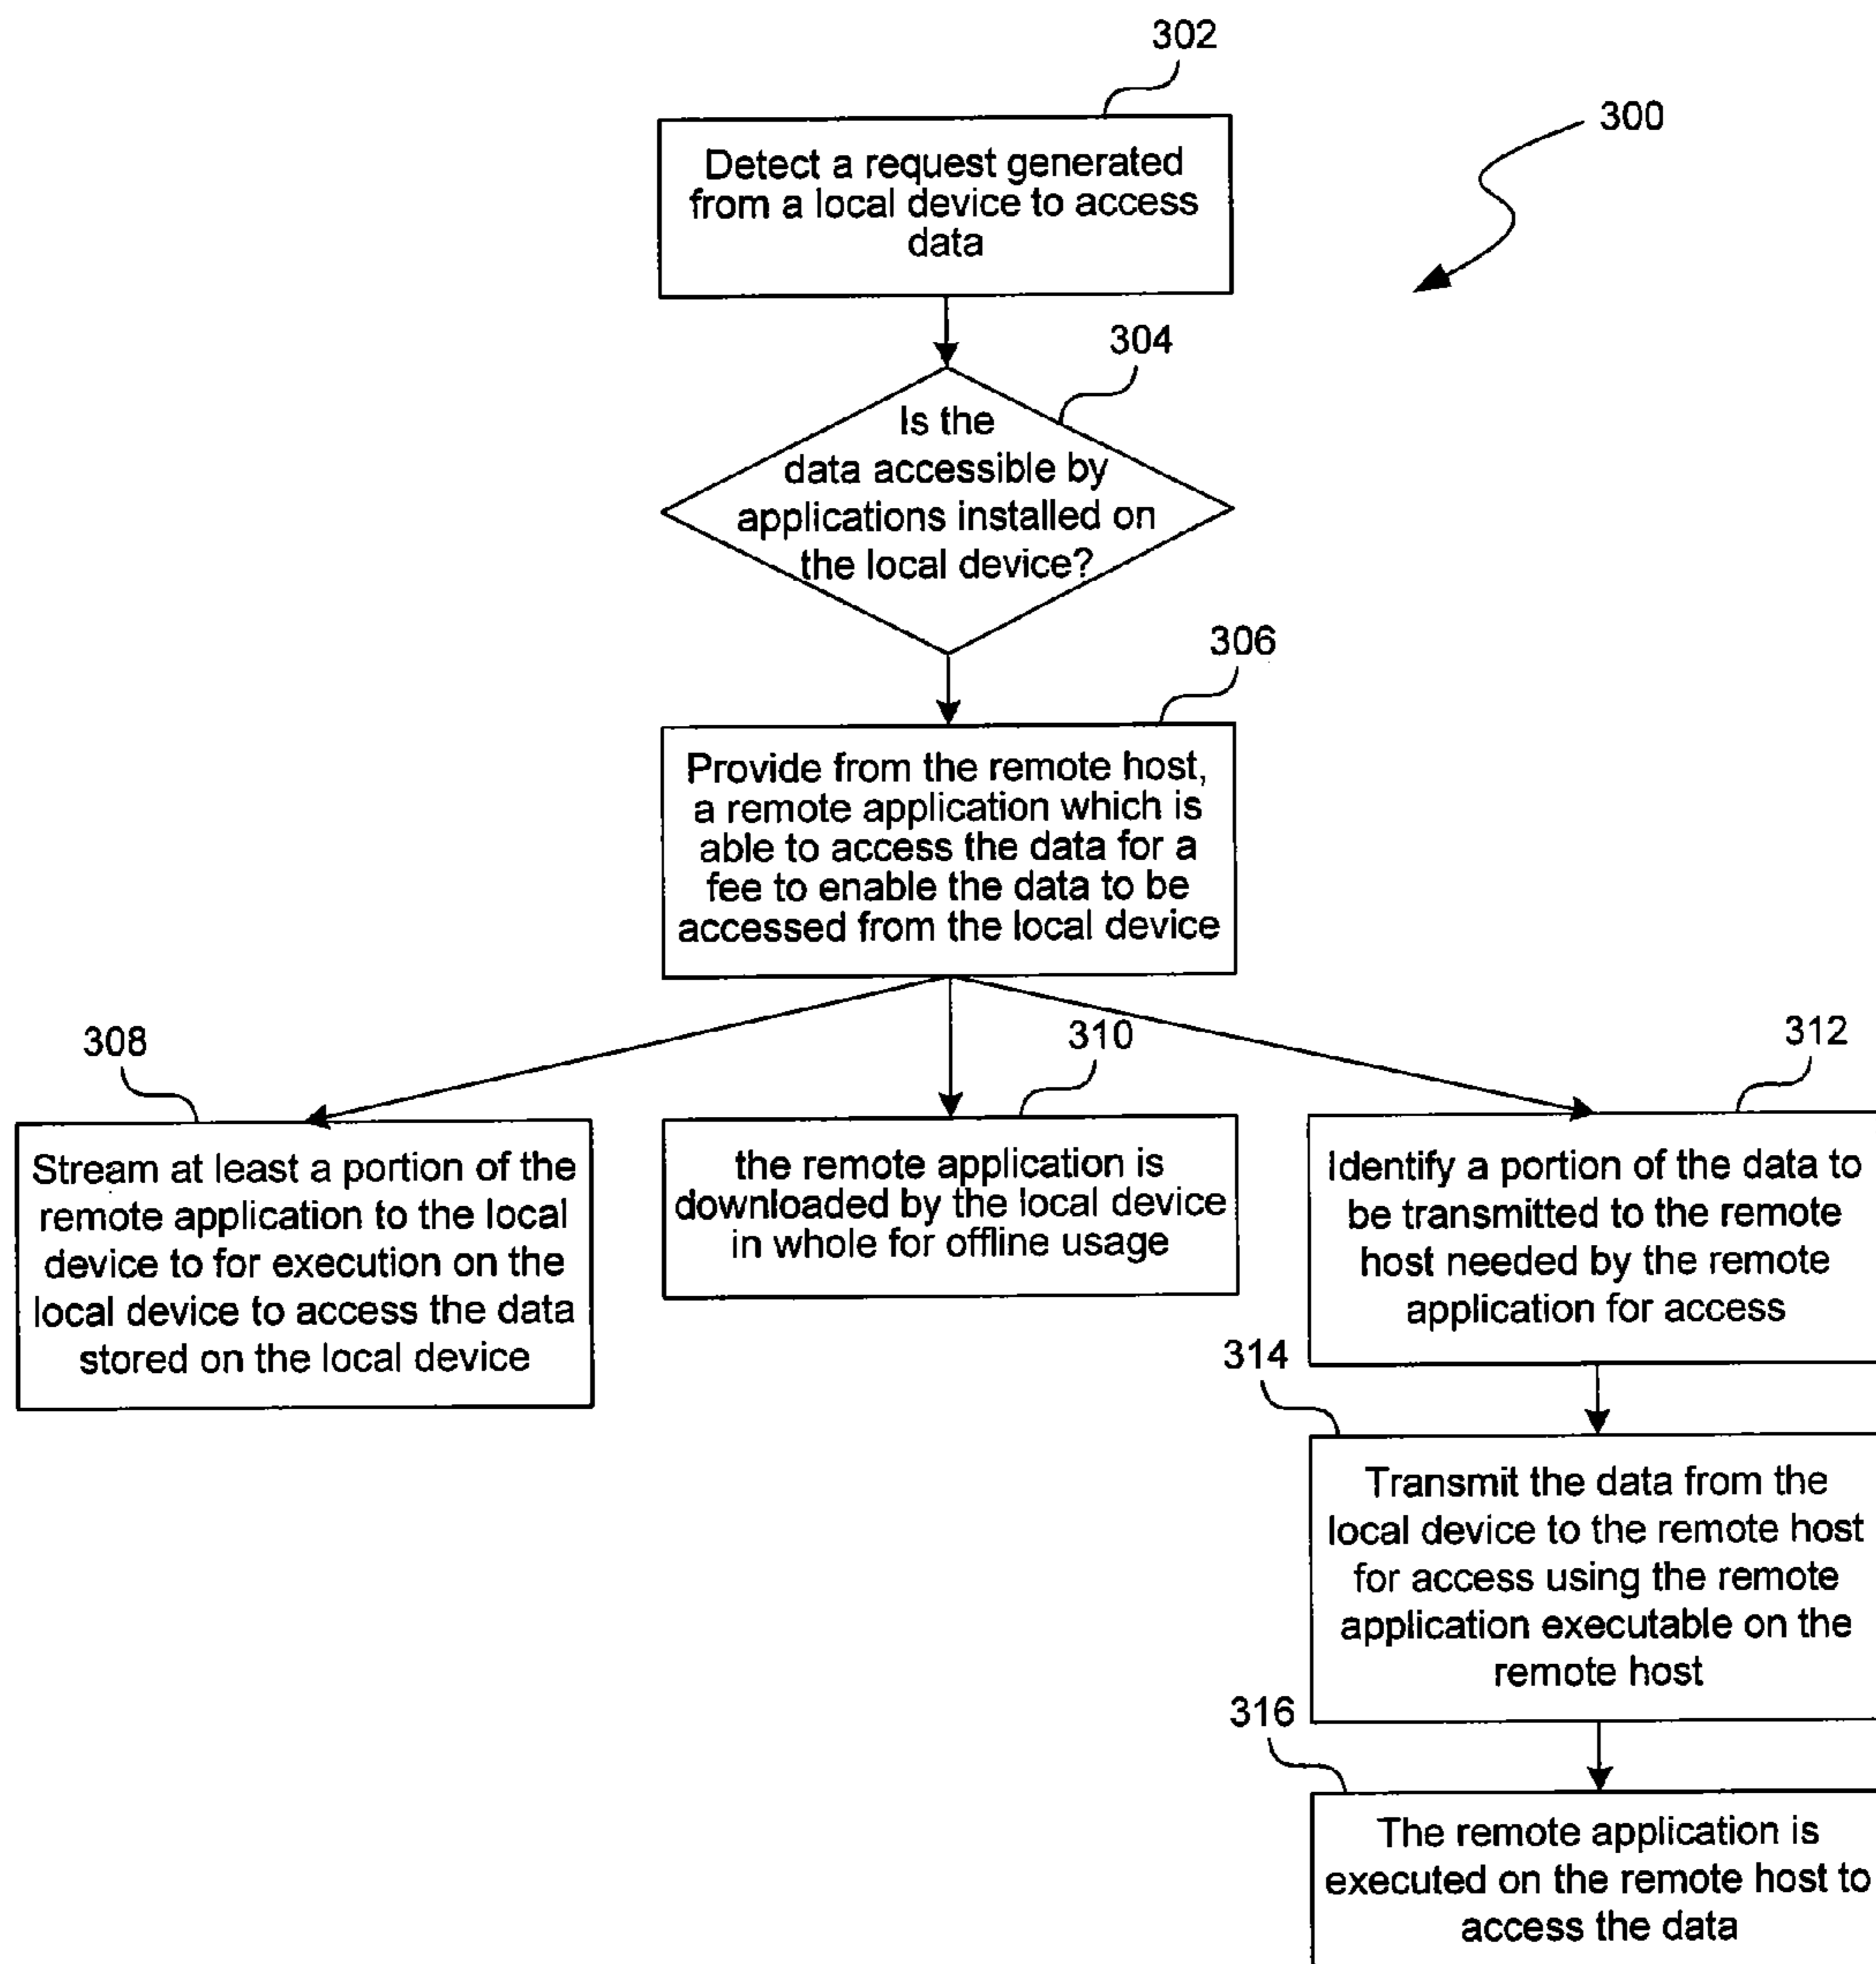 302
300
Detect a request generated
from a local device to access
data
304
Is the
data accessible by
applications installed on
the local device?
306
Provide from the remote host,
a remote application which is
able to access the data for a
fee to enable the data to be
accessed from the local device
308
310
312
Stream at least a portion of the
remote application to the local
device to for execution on the
local device to access the data
stored on the local device
the remote application is
downloaded by the local device
in whole for offline usage
Identify a portion of the data to
be transmitted to the remote
host needed by the remote
application for access
314
Transmit the data from the
local device to the remote host
for access using the remote
application executable on the
remote host
316
The remote application is
executed on the remote host to
access the data